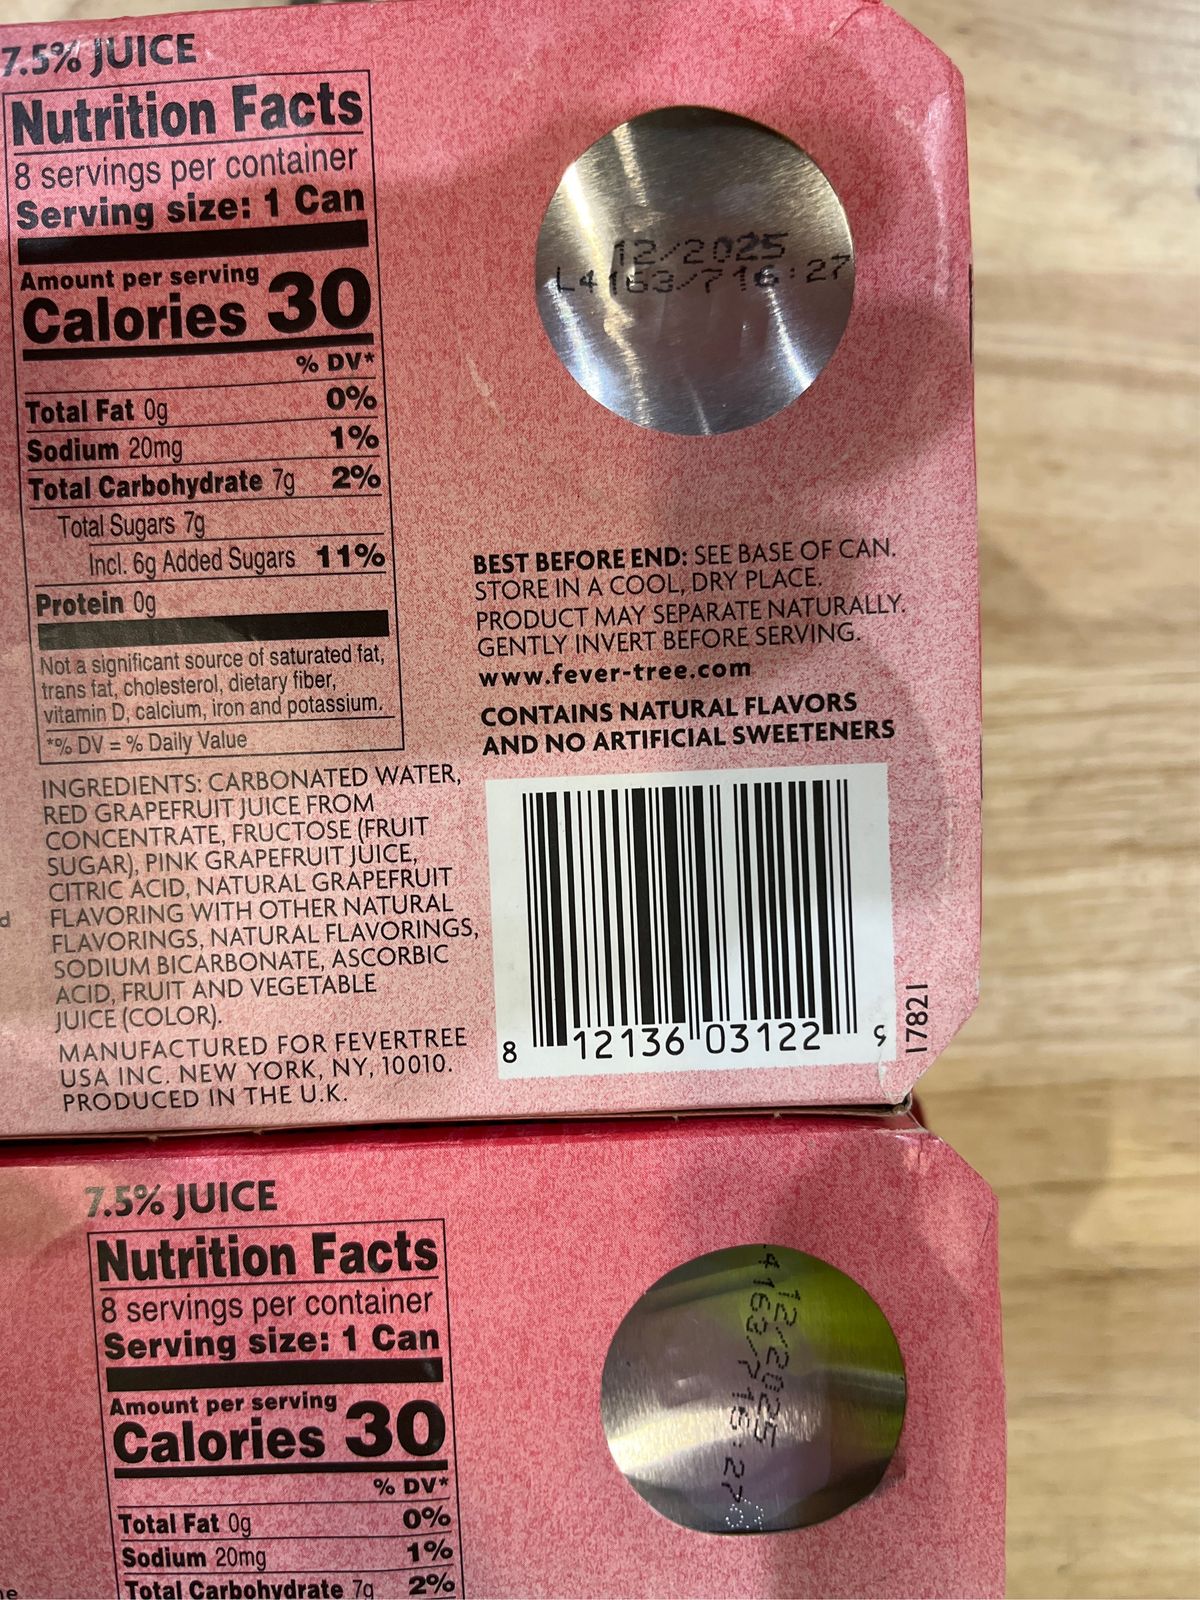 7.5% JUICE
Nutrition Facts
8 servings per container
Serving size: 1 Can
Amount per serving
Calories 30
% DV*
Total Fat 0g 0%
Sodium 20mg 1%
Total Carbohydrate 7g 2%
Total Sugars 7g
Incl. 6g Added Sugars 11%
Protein 0g
Not a significant source of saturated fat,
trans fat, cholesterol, dietary fiber,
vitamin D, calcium, iron and potassium.
*% DV = % Daily Value
INGREDIENTS: CARBONATED WATER,
RED GRAPEFRUIT JUICE FROM
CONCENTRATE, FRUCTOSE (FRUIT
SUGAR), PINK GRAPEFRUIT JUICE,
CITRIC ACID, NATURAL GRAPEFRUIT
FLAVORING WITH OTHER NATURAL
FLAVORINGS, NATURAL FLAVORINGS,
SODIUM BICARBONATE, ASCORBIC
ACID, FRUIT AND VEGETABLE
JUICE (COLOR).
MANUFACTURED FOR FEVERTREE
USA INC. NEW YORK, NY, 10010.
PRODUCED IN THE U.K.
12/2025
L4163/716:27
BEST BEFORE END: SEE BASE OF CAN.
STORE IN A COOL, DRY PLACE.
PRODUCT MAY SEPARATE NATURALLY.
GENTLY INVERT BEFORE SERVING.
www.fever-tree.com
CONTAINS NATURAL FLAVORS
AND NO ARTIFICIAL SWEETENERS
8 12136 03122 9
17821
7.5% JUICE
Nutrition Facts
8 servings per container
Serving size: 1 Can
Amount per serving
Calories 30
% DV*
Total Fat 0g 0%
Sodium 20mg 1%
Total Carbohydrate 7g 2%
12/2025
4163/716:27